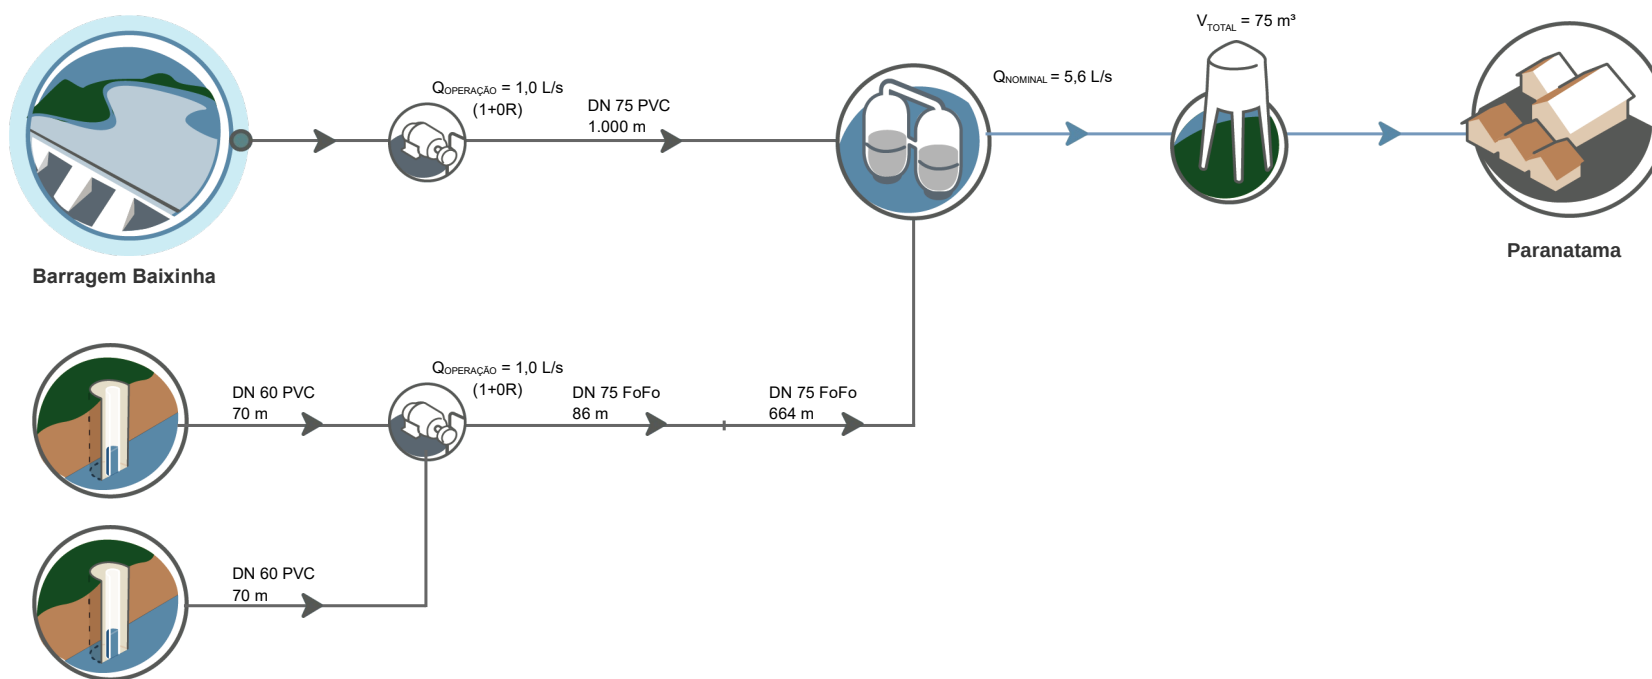 V_TOTAL = 75 m³
Q_NOMINAL = 5,6 L/s
Q_OPERAÇÃO = 1,0 L/s
(1+0R)
DN 75 PVC
1.000 m
Barragem Baixinha
Paranatama
Q_OPERAÇÃO = 1,0 L/s
(1+0R)
DN 60 PVC
70 m
DN 75 FoFo
86 m
DN 75 FoFo
664 m
DN 60 PVC
70 m